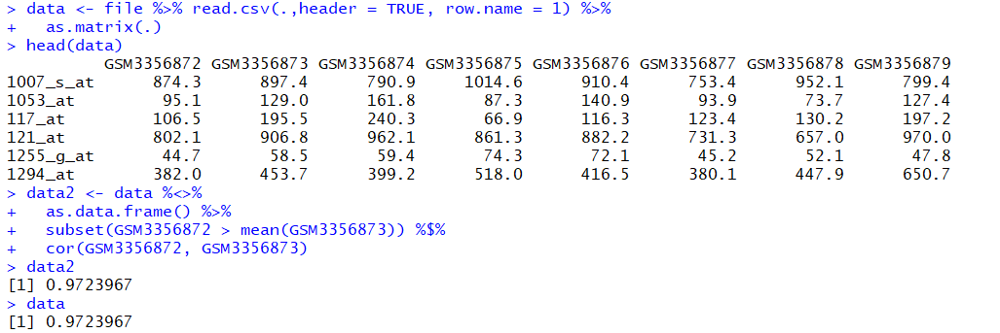 > data <- file %>% read.csv(.,header = TRUE, row.name = 1) %>%
+   as.matrix(.)
> head(data)
          GSM3356872 GSM3356873 GSM3356874 GSM3356875 GSM3356876 GSM3356877 GSM3356878 GSM3356879
1007_s_at      874.3      897.4      790.9     1014.6      910.4      753.4      952.1      799.4
1053_at         95.1      129.0      161.8       87.3      140.9       93.9       73.7      127.4
117_at         106.5      195.5      240.3       66.9      116.3      123.4      130.2      197.2
121_at         802.1      906.8      962.1      861.3      882.2      731.3      657.0      970.0
1255_g_at       44.7       58.5       59.4       74.3       72.1       45.2       52.1       47.8
1294_at        382.0      453.7      399.2      518.0      416.5      380.1      447.9      650.7
> data2 <- data %<>%
+   as.data.frame() %>%
+   subset(GSM3356872 > mean(GSM3356873)) %$%
+   cor(GSM3356872, GSM3356873)
> data2
[1] 0.9723967
> data
[1] 0.9723967